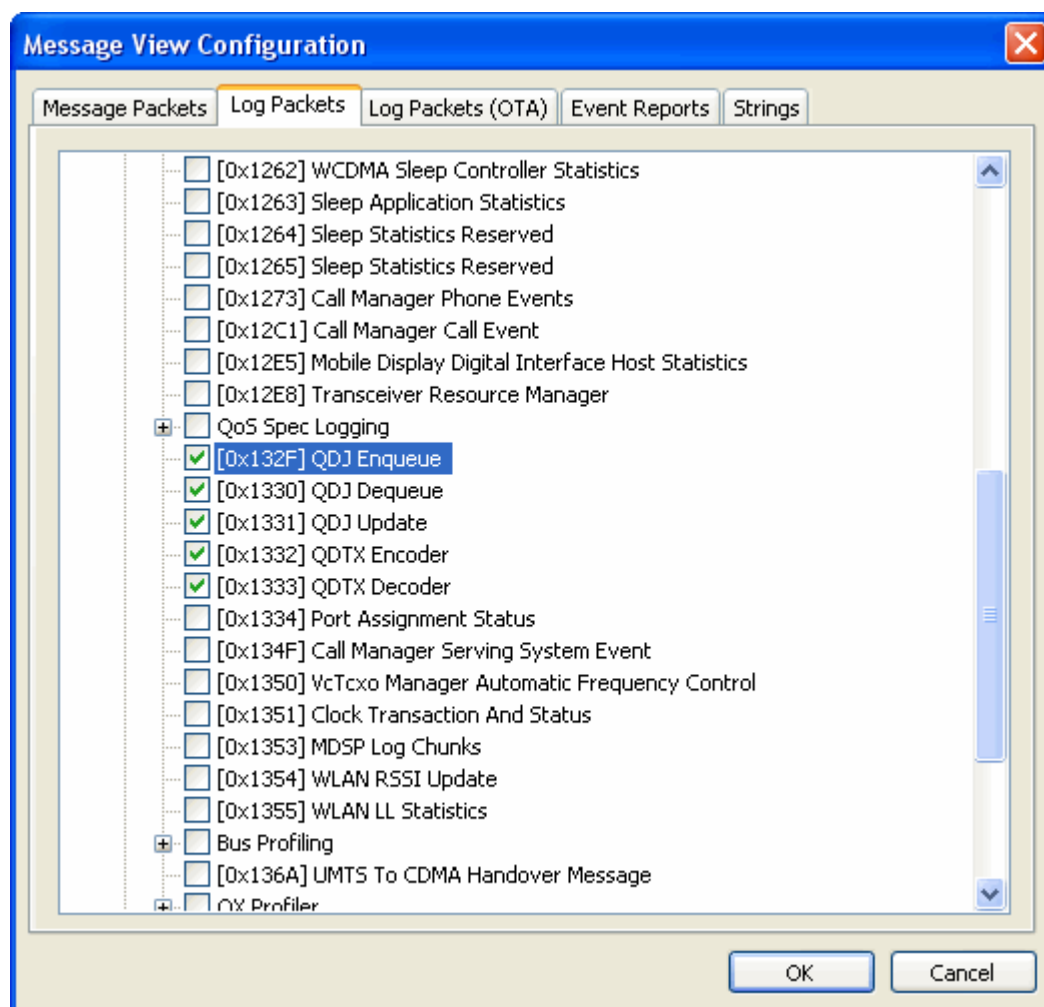 Message View Configuration
Message Packets Log Packets Log Packets (OTA) Event Reports Strings
[0x1262] WCDMA Sleep Controller Statistics
[0x1263] Sleep Application Statistics
[0x1264] Sleep Statistics Reserved
[0x1265] Sleep Statistics Reserved
[0x1273] Call Manager Phone Events
[0x12C1] Call Manager Call Event
[0x12E5] Mobile Display Digital Interface Host Statistics
[0x12E8] Transceiver Resource Manager
QoS Spec Logging
[0x132F] QDJ Enqueue
[0x1330] QDJ Dequeue
[0x1331] QDJ Update
[0x1332] QDTX Encoder
[0x1333] QDTX Decoder
[0x1334] Port Assignment Status
[0x134F] Call Manager Serving System Event
[0x1350] VcTcxo Manager Automatic Frequency Control
[0x1351] Clock Transaction And Status
[0x1353] MDSP Log Chunks
[0x1354] WLAN RSSI Update
[0x1355] WLAN LL Statistics
Bus Profiling
[0x136A] UMTS To CDMA Handover Message
Profiler
OK Cancel